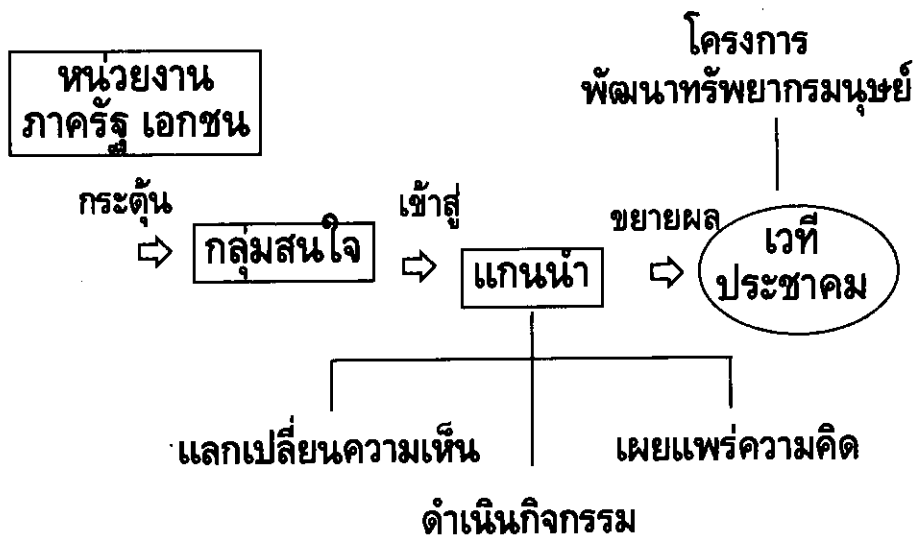 โครงการ
พัฒนาทรัพยากรมนุษย์
หน่วยงาน
ภาครัฐ เอกชน
กระตุ้น
เข้าสู่
ขยายผล
กลุ่มสนใจ
แกนนำ
เวที
ประชาคม
แลกเปลี่ยนความเห็น
เผยแพร่ความคิด
ดำเนินกิจกรรม